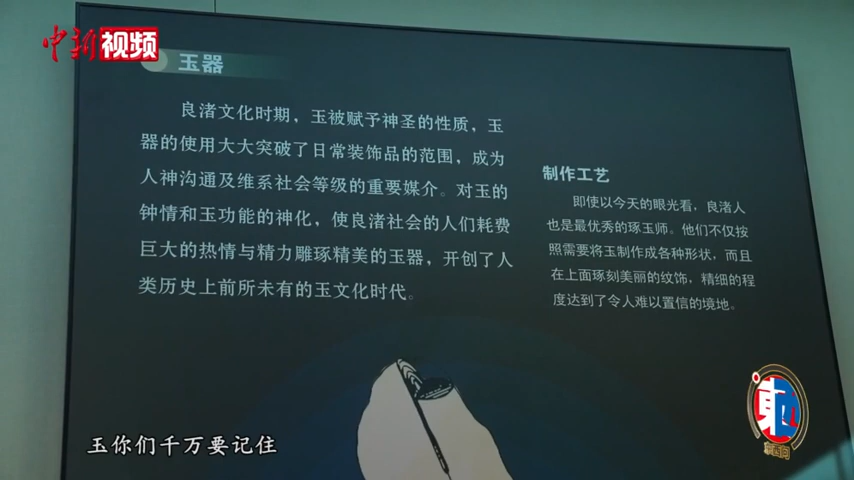 中新视频
玉器
良渚文化时期，玉被赋予神圣的性质，玉
器的使用大大突破了日常装饰品的范围，成为
人神沟通及维系社会等级的重要媒介。对玉的
钟情和玉功能的神化，使良渚社会的人们耗费
巨大的热情与精力雕琢精美的玉器，开创了人
类历史上前所未有的玉文化时代。
制作工艺
即使以今天的眼光看，良渚人
也是最优秀的琢玉师。他们不仅按
照需要将玉制作成各种形状，而且
在上面琢刻美丽的纹饰，精细的程
度达到了令人难以置信的境地。
东西问
玉你们千万要记住